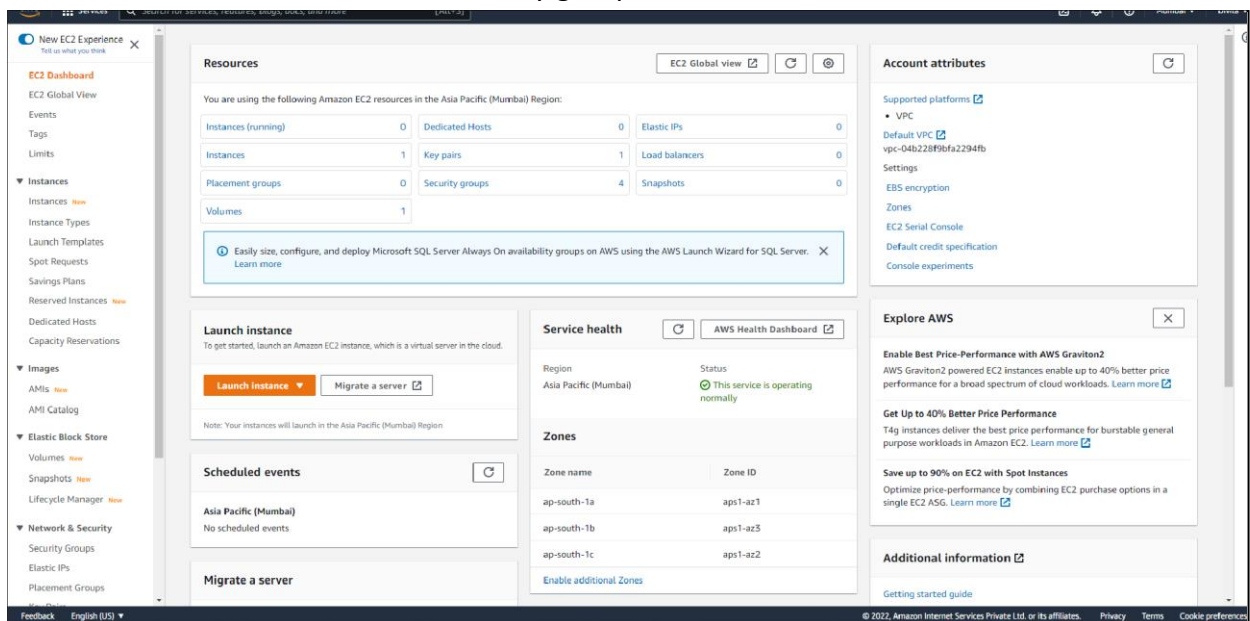 Services
Search for services, features, blogs, docs, and more
[Alt+S]
Mumbai
New EC2 Experience
Tell us what you think
EC2 Dashboard
EC2 Global View
Events
Tags
Limits
Instances
Instances New
Instance Types
Launch Templates
Spot Requests
Savings Plans
Reserved Instances New
Dedicated Hosts
Capacity Reservations
Images
AMIs New
AMI Catalog
Elastic Block Store
Volumes New
Snapshots New
Lifecycle Manager New
Network & Security
Security Groups
Elastic IPs
Placement Groups
Resources
EC2 Global view
You are using the following Amazon EC2 resources in the Asia Pacific (Mumbai) Region:
Instances (running) 0 Dedicated Hosts 0 Elastic IPs 0
Instances 1 Key pairs 1 Load balancers 0
Placement groups 0 Security groups 4 Snapshots 0
Volumes 1
Easily size, configure, and deploy Microsoft SQL Server Always On availability groups on AWS using the AWS Launch Wizard for SQL Server.
Learn more
Launch instance
To get started, launch an Amazon EC2 instance, which is a virtual server in the cloud.
Launch instance
Migrate a server
Note: Your instances will launch in the Asia Pacific (Mumbai) Region
Scheduled events
Asia Pacific (Mumbai)
No scheduled events
Migrate a server
Service health
AWS Health Dashboard
Region Status
Asia Pacific (Mumbai) This service is operating
normally
Zones
Zone name Zone ID
ap-south-1a aps1-az1
ap-south-1b aps1-az3
ap-south-1c aps1-az2
Enable additional Zones
Account attributes
Supported platforms
• VPC
Default VPC
vpc-04b228f9bfa2294fb
Settings
EBS encryption
Zones
EC2 Serial Console
Default credit specification
Console experiments
Explore AWS
Enable Best Price-Performance with AWS Graviton2
AWS Graviton2 powered EC2 instances enable up to 40% better price
performance for a broad spectrum of cloud workloads. Learn more
Get Up to 40% Better Price Performance
T4g instances deliver the best price performance for burstable general
purpose workloads in Amazon EC2. Learn more
Save up to 90% on EC2 with Spot Instances
Optimize price-performance by combining EC2 purchase options in a
single EC2 ASG. Learn more
Additional information
Getting started guide
Feedback English (US)
© 2022, Amazon Internet Services Private Ltd. or its affiliates. Privacy Terms Cookie preferences